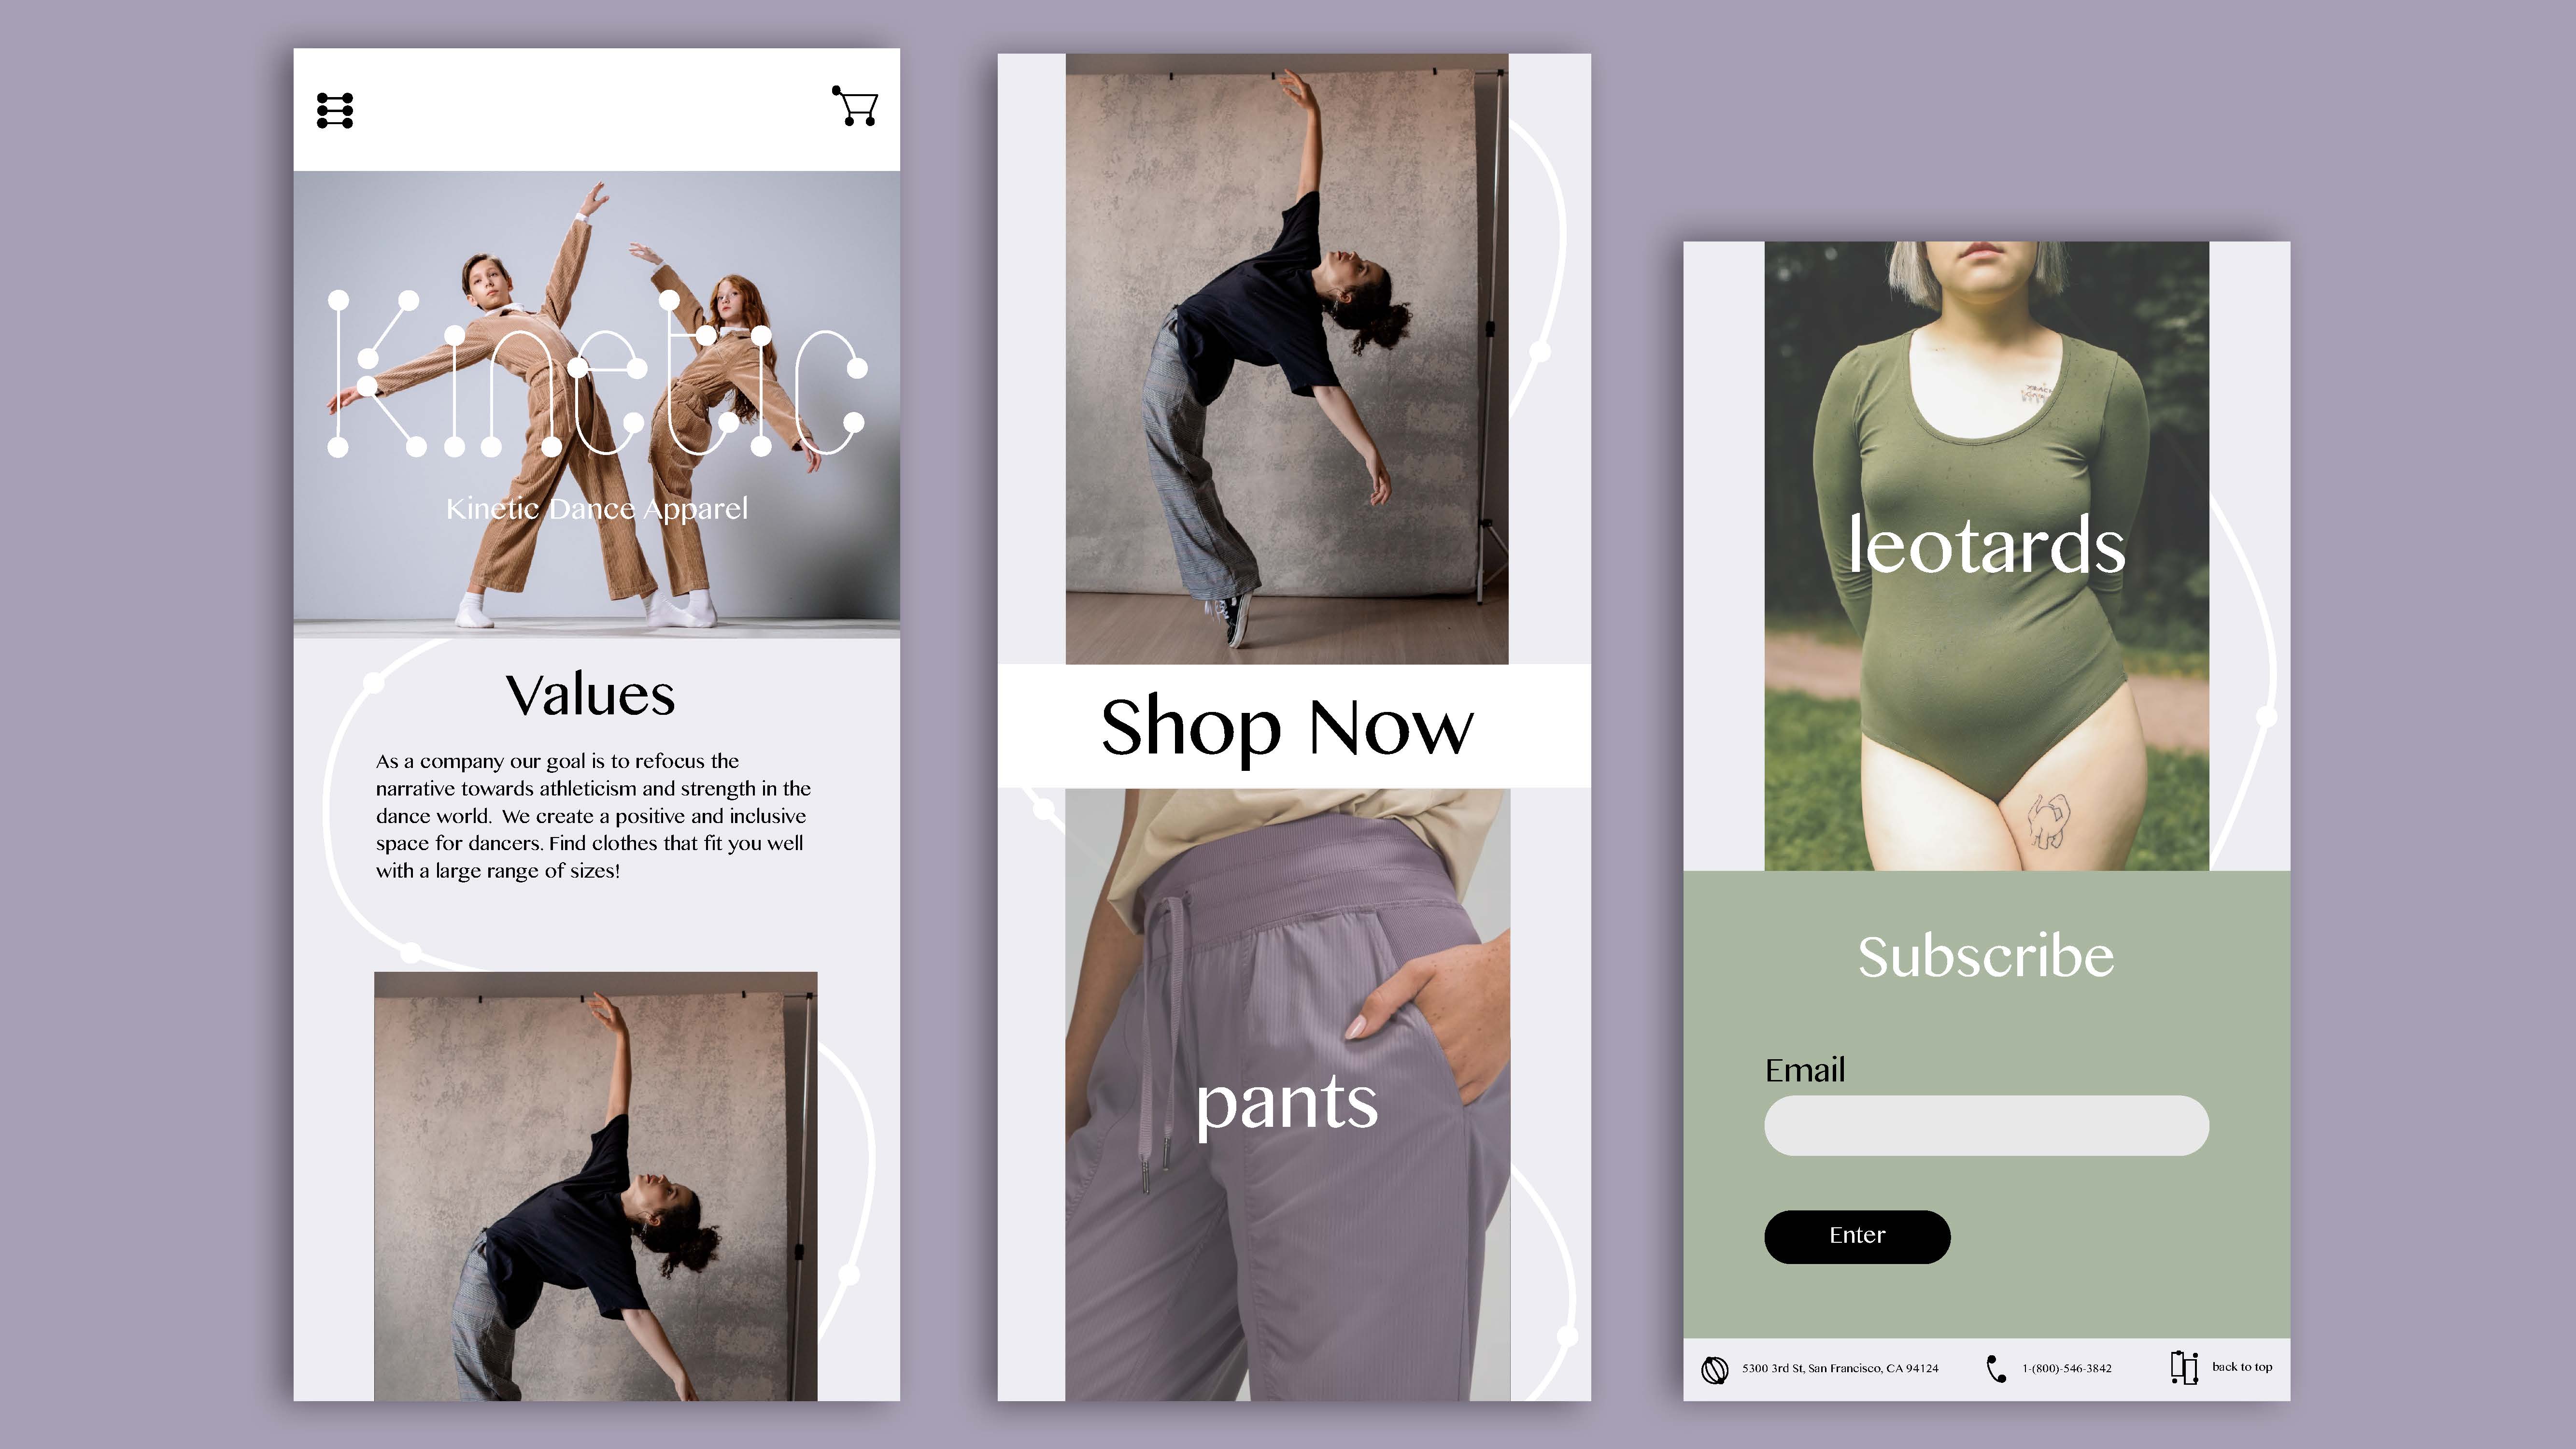 Kinetic
Kinetic Dance Apparel
Values
As a company our goal is to refocus the
narrative towards athleticism and strength in the
dance world. We create a positive and inclusive
space for dancers. Find clothes that fit you well
with a large range of sizes!
Shop Now
pants
leotards
Subscribe
Email
Enter
5300 3rd St, San Francisco, CA 94124
1-(800)-546-3842
back to top